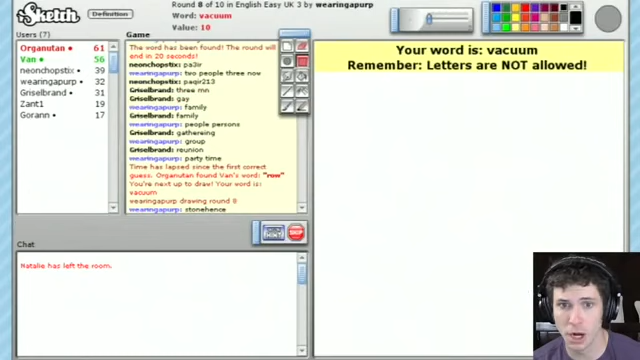 iSketch
Definition
Round 8 of 10 in English Easy UK 3 by wearingapurp
Word: vacuum
Value: 10
Users (7)
Organutan • 61
Van • 56
neonchopstix • 39
wearingapurp • 32
Griselbrand • 31
Zant1 19
Gorann • 17
Game
The word has been found! The round will
end in 20 seconds!
neonchopstix: pa3ir
wearingapurp: two people three now
neonchopstix: paqir213
Griselbrand: three rnn
Griselbrand: gay
wearingapurp: family
Griselbrand: family
wearingapurp: people persons
Griselbrand: gathereing
wearingapurp: group
Griselbrand: reunion
wearingapurp: party time
Time has lapsed since the first correct
guess. Organutan found Van's word: "row"
You're next up to draw! Your word is:
vacuum
wearingapurp drawing round 8
wearingapurp: stonehence
HINT
SKIP
Chat
Natalie has left the room.
Your word is: vacuum
Remember: Letters are NOT allowed!